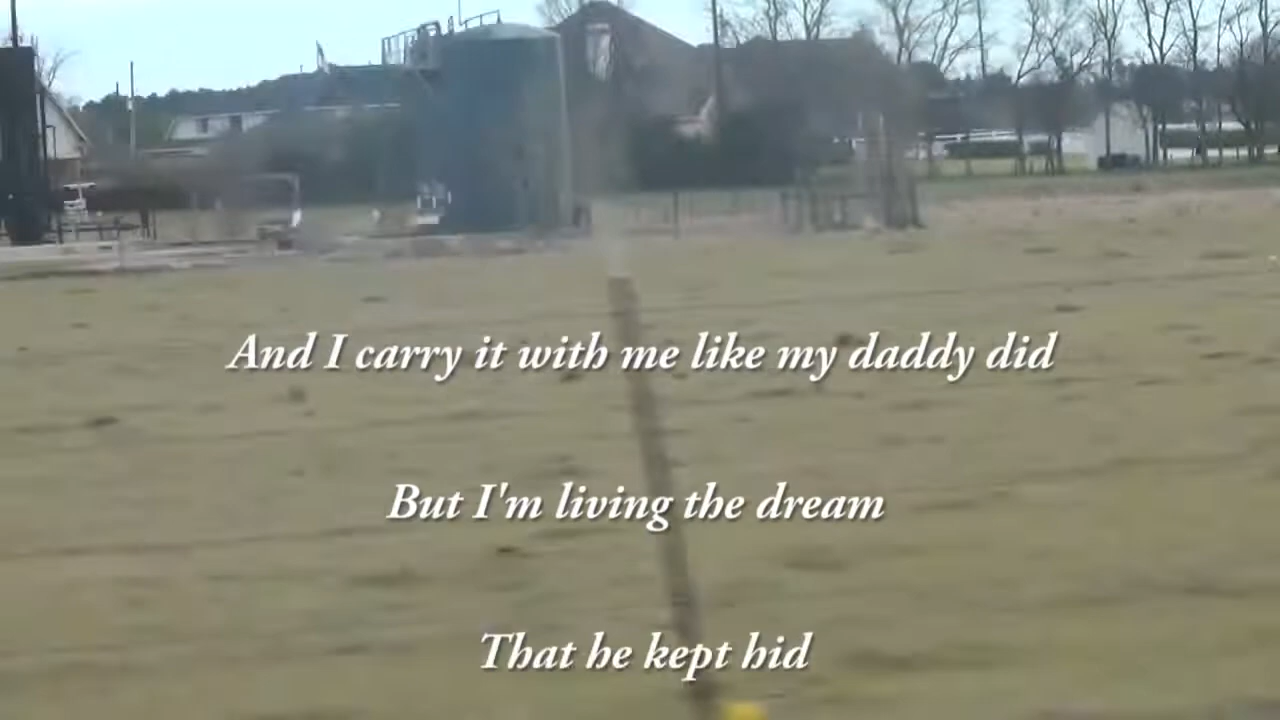 And I carry it with me like my daddy did
But I'm living the dream
That he kept hid